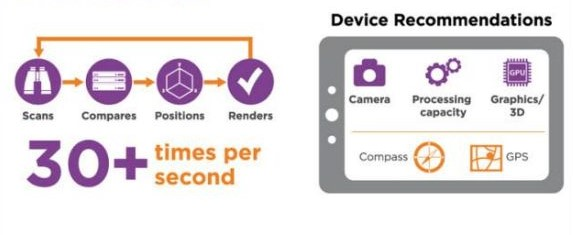 Device Recommendations
Scans Compares Positions Renders
30+ times per
second
Camera Processing
capacity Graphics/
3D
GPU
Compass GPS